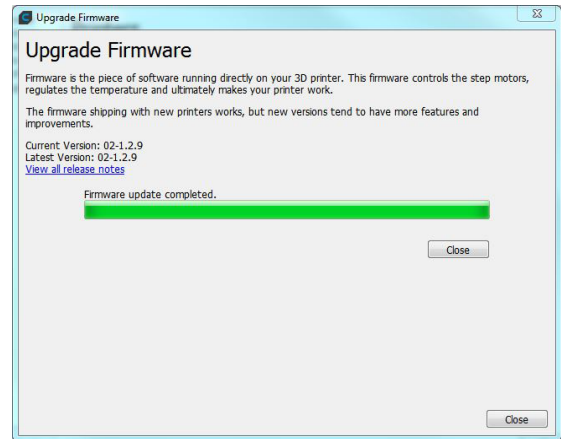 Upgrade Firmware
Upgrade Firmware
Firmware is the piece of software running directly on your 3D printer. This firmware controls the step motors,
regulates the temperature and ultimately makes your printer work.
The firmware shipping with new printers works, but new versions tend to have more features and
improvements.
Current Version: 02-1.2.9
Latest Version: 02-1.2.9
View all release notes
Firmware update completed.
Close
Close